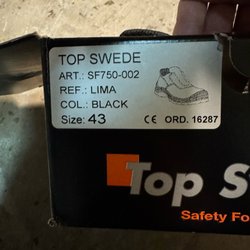 TOP SWEDE
ART.: SF750-002
REF.: LIMA
COL.: BLACK
Size: 43 CE ORD. 16287
Top S
Safety Fo